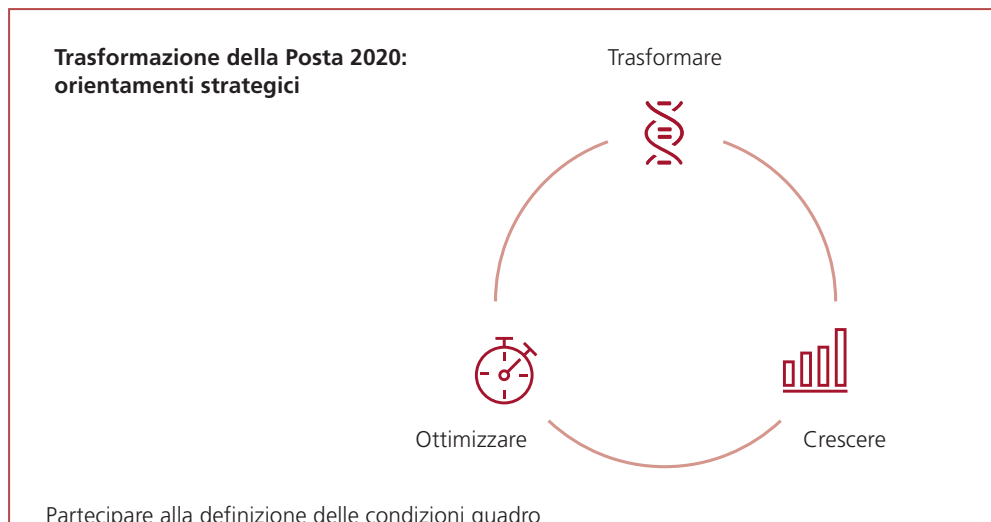 Trasformazione della Posta 2020:
orientamenti strategici
Trasformare
Ottimizzare
Crescere
Partecipare alla definizione delle condizioni quadro